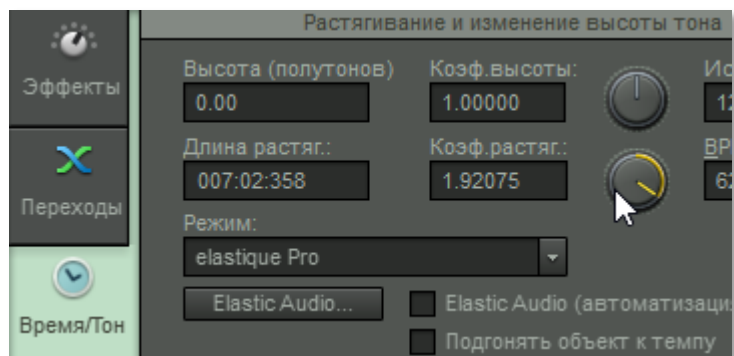 Растягивание и изменение высоты тона
Эффекты
Переходы
Время/Тон
Высота (полутонов)
Коэф.высоты:
0.00
1.00000
Длина растяг.:
Коэф.растяг.:
007:02:358
1.92075
Режим:
elastique Pro
Elastic Audio...
Elastic Audio (автоматизаци
Подгонять объект к темпу